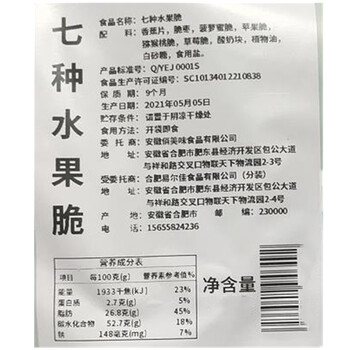 七种水果脆
食品名称：七种水果脆
配　　料：香蕉片，脆枣，菠萝蜜脆，苹果脆，
猕猴桃脆，草莓脆，酸奶块，植物油，
白砂糖，食用盐。
产品标准号：Q/YEJ 0001S
食品生产许可证编号：SC10134012210838
保 质 期：9个月
生产日期：2021年05月05日
贮存条件：请置于阴凉干燥处
食用方法：开袋即食
委 托 商：安徽俏美味食品有限公司
地　　址：安徽省合肥市肥东县经济开发区包公大道
与祥和路交叉口物联天下物流园2-3号
受委托商：合肥易尔佳食品有限公司（分装）
地　　址：安徽省合肥市肥东县经济开发区包公大道
与祥和路交叉口物联天下物流园2-4号
产　　地：安徽省合肥市　邮　编：230000
电　　话：15655824236
营养成分表
项目 每100克(g) 营养素参考值%
能量 1933千焦(kJ) 23%
蛋白质 2.7克(g) 5%
脂肪 26.8克(g) 45%
碳水化合物 52.7克(g) 18%
钠 148毫克(mg) 7%
净含量：